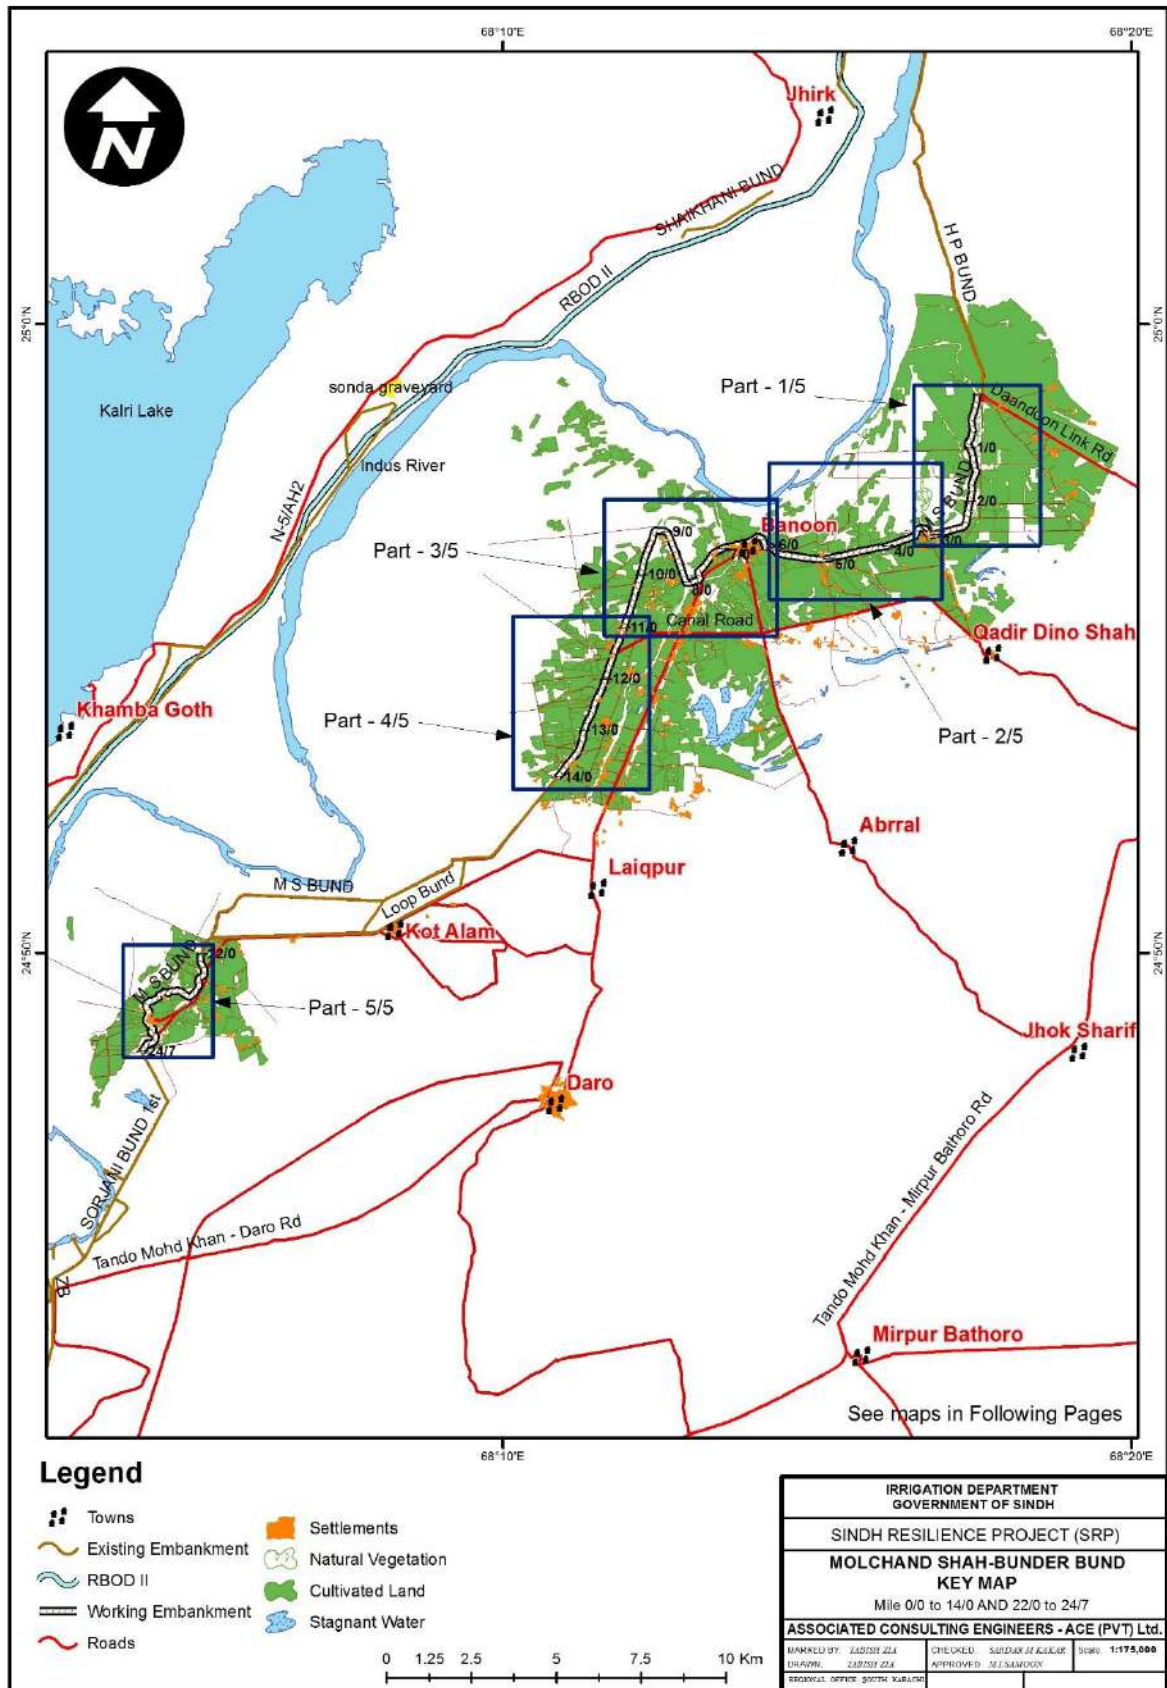 68°10'E
68°20'E
N
Jhirk
SHAIKHANI BUND
RBOD II
H P BUND
25°0'N
25°0'N
sonda graveyard
Kalri Lake
Indus River
N-5/AH2
Part - 1/5
Daandoon Link Rd
1/0
2/0
M S BUND
3/0
4/0
5/0
6/0
Banoon
9/0
Part - 3/5
10/0
8/0
Canal Road
11/0
Qadir Dino Shah
12/0
Khamba Goth
Part - 4/5
13/0
Part - 2/5
14/0
Abrral
Laiqpur
M S BUND
Loop Bund
Kot Alam
24°50'N
24°50'N
22/0
M S BUND
Part - 5/5
24/7
Jhok Sharif
Daro
SORJANI BUND 1st
Tando Mohd Khan - Daro Rd
Tando Mohd Khan - Mirpur Bathoro Rd
ZB
Mirpur Bathoro
See maps in Following Pages
68°10'E
68°20'E
Legend
Towns
Existing Embankment
RBOD II
Working Embankment
Roads
Settlements
Natural Vegetation
Cultivated Land
Stagnant Water
0 1.25 2.5 5 7.5 10 Km
IRRIGATION DEPARTMENT
GOVERNMENT OF SINDH
SINDH RESILIENCE PROJECT (SRP)
MOLCHAND SHAH-BUNDER BUND
KEY MAP
Mile 0/0 to 14/0 AND 22/0 to 24/7
ASSOCIATED CONSULTING ENGINEERS - ACE (PVT) Ltd.
MARKED BY: TABISH ZIA CHECKED: SARDAR M KAKAR Scale: 1:175,000
DRAWN: TABISH ZIA APPROVED: M.I.SAMOON
REGIONAL OFFICE SOUTH KARACHI